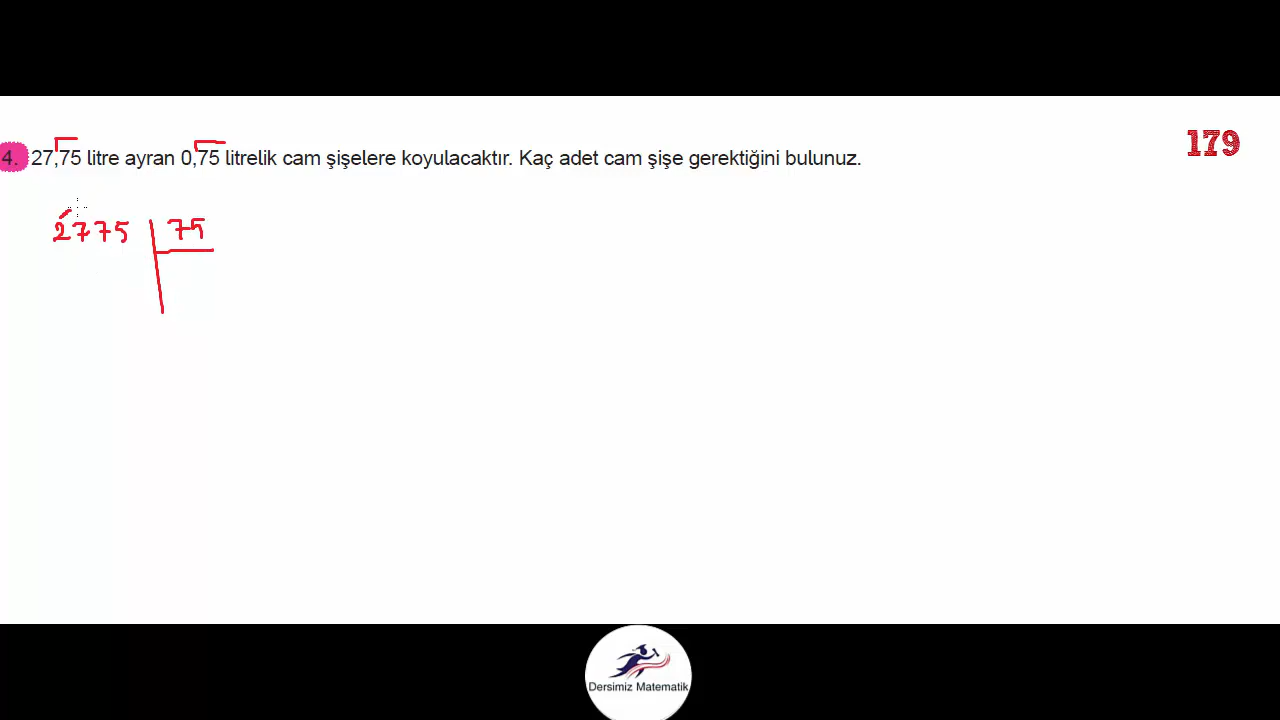 179
4. 27,75 litre ayran 0,75 litrelik cam şişelere koyulacaktır. Kaç adet cam şişe gerektiğini bulunuz.
2775 75
Dersimiz Matematik